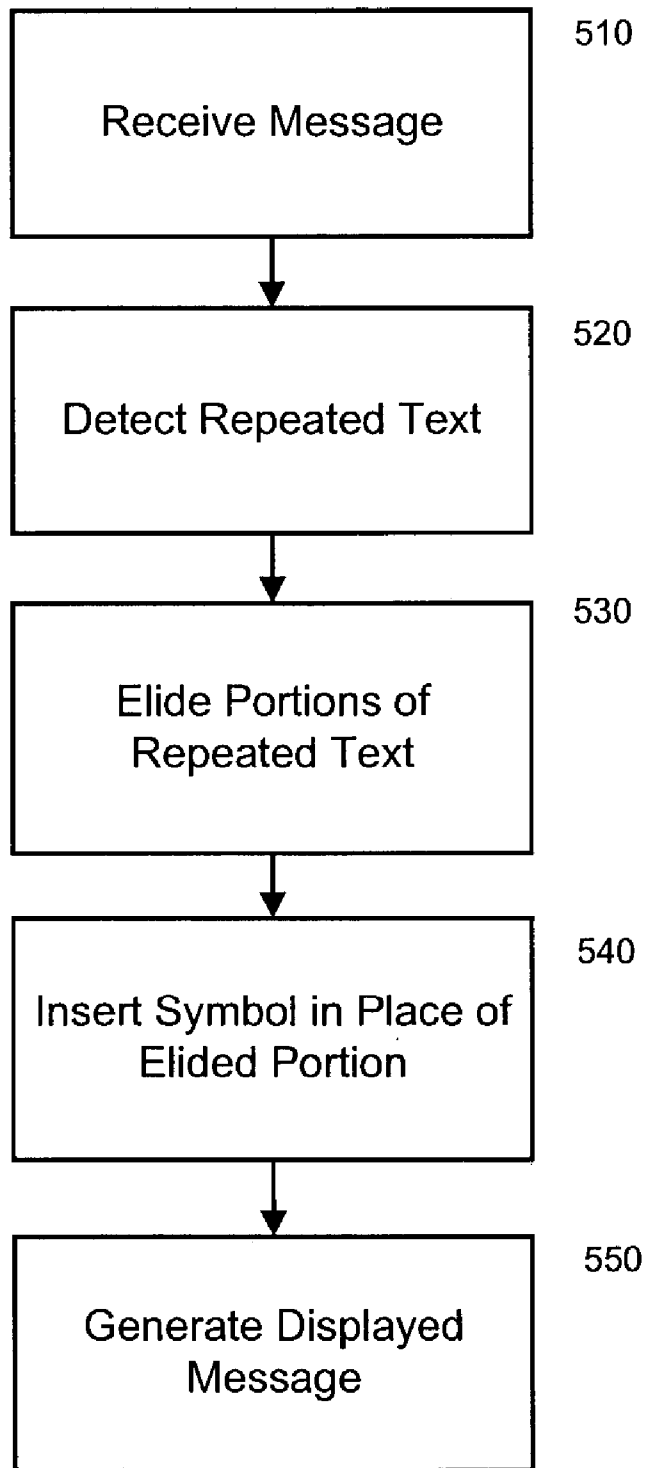 510
Receive Message
520
Detect Repeated Text
530
Elide Portions of
Repeated Text
540
Insert Symbol in Place of
Elided Portion
550
Generate Displayed
Message